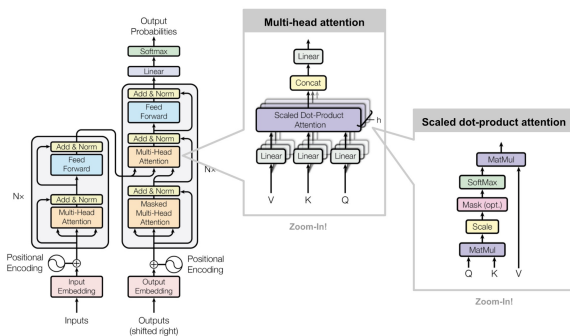 Output
Probabilities
Softmax
Linear
Add & Norm
Feed
Forward
Add & Norm
Multi-Head
Attention
Nx
Add & Norm
Masked
Multi-Head
Attention
Positional
Encoding
Output
Embedding
Outputs
(shifted right)
Add & Norm
Feed
Forward
Nx
Add & Norm
Multi-Head
Attention
Positional
Encoding
Input
Embedding
Inputs
Multi-head attention
Linear
Concat
Scaled Dot-Product
Attention
h
Linear Linear Linear
V K Q
Zoom-In!
Scaled dot-product attention
MatMul
SoftMax
Mask (opt.)
Scale
MatMul
Q K V
Zoom-In!